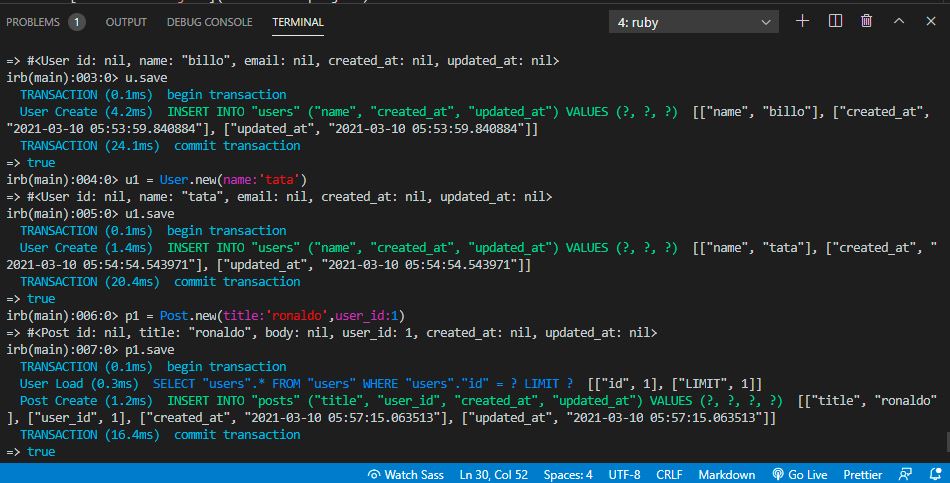 PROBLEMS 1 OUTPUT DEBUG CONSOLE TERMINAL 4: ruby
=> #<User id: nil, name: "billo", email: nil, created_at: nil, updated_at: nil>
irb(main):003:0> u.save
TRANSACTION (0.1ms) begin transaction
User Create (4.2ms) INSERT INTO "users" ("name", "created_at", "updated_at") VALUES (?, ?, ?) [["name", "billo"], ["created_at",
"2021-03-10 05:53:59.840884"], ["updated_at", "2021-03-10 05:53:59.840884"]]
TRANSACTION (24.1ms) commit transaction
=> true
irb(main):004:0> u1 = User.new(name:'tata')
=> #<User id: nil, name: "tata", email: nil, created_at: nil, updated_at: nil>
irb(main):005:0> u1.save
TRANSACTION (0.1ms) begin transaction
User Create (1.4ms) INSERT INTO "users" ("name", "created_at", "updated_at") VALUES (?, ?, ?) [["name", "tata"], ["created_at", "
2021-03-10 05:54:54.543971"], ["updated_at", "2021-03-10 05:54:54.543971"]]
TRANSACTION (20.4ms) commit transaction
=> true
irb(main):006:0> p1 = Post.new(title:'ronaldo',user_id:1)
=> #<Post id: nil, title: "ronaldo", body: nil, user_id: 1, created_at: nil, updated_at: nil>
irb(main):007:0> p1.save
TRANSACTION (0.1ms) begin transaction
User Load (0.3ms) SELECT "users".* FROM "users" WHERE "users"."id" = ? LIMIT ? [["id", 1], ["LIMIT", 1]]
Post Create (1.2ms) INSERT INTO "posts" ("title", "user_id", "created_at", "updated_at") VALUES (?, ?, ?, ?) [["title", "ronaldo"
], ["user_id", 1], ["created_at", "2021-03-10 05:57:15.063513"], ["updated_at", "2021-03-10 05:57:15.063513"]]
TRANSACTION (16.4ms) commit transaction
=> true
Watch Sass Ln 30, Col 52 Spaces: 4 UTF-8 CRLF Markdown Go Live Prettier